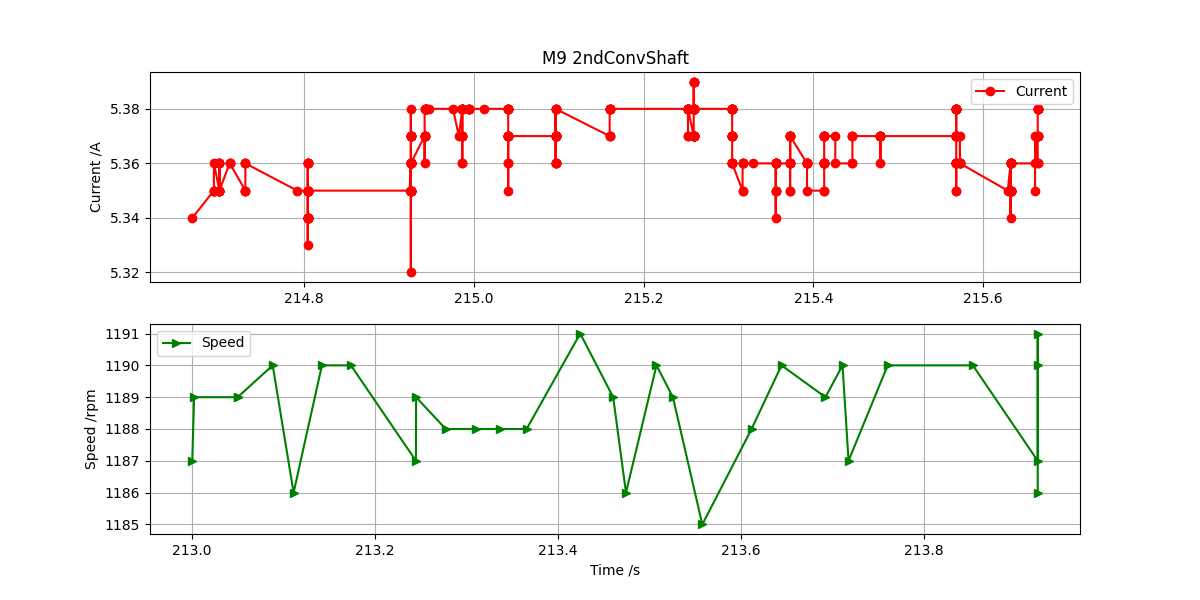 M9 2ndConvShaft
Current
Current /A
5.38
5.36
5.34
5.32
214.8 215.0 215.2 215.4 215.6
Speed
Speed /rpm
1191
1190
1189
1188
1187
1186
1185
213.0 213.2 213.4 213.6 213.8
Time /s